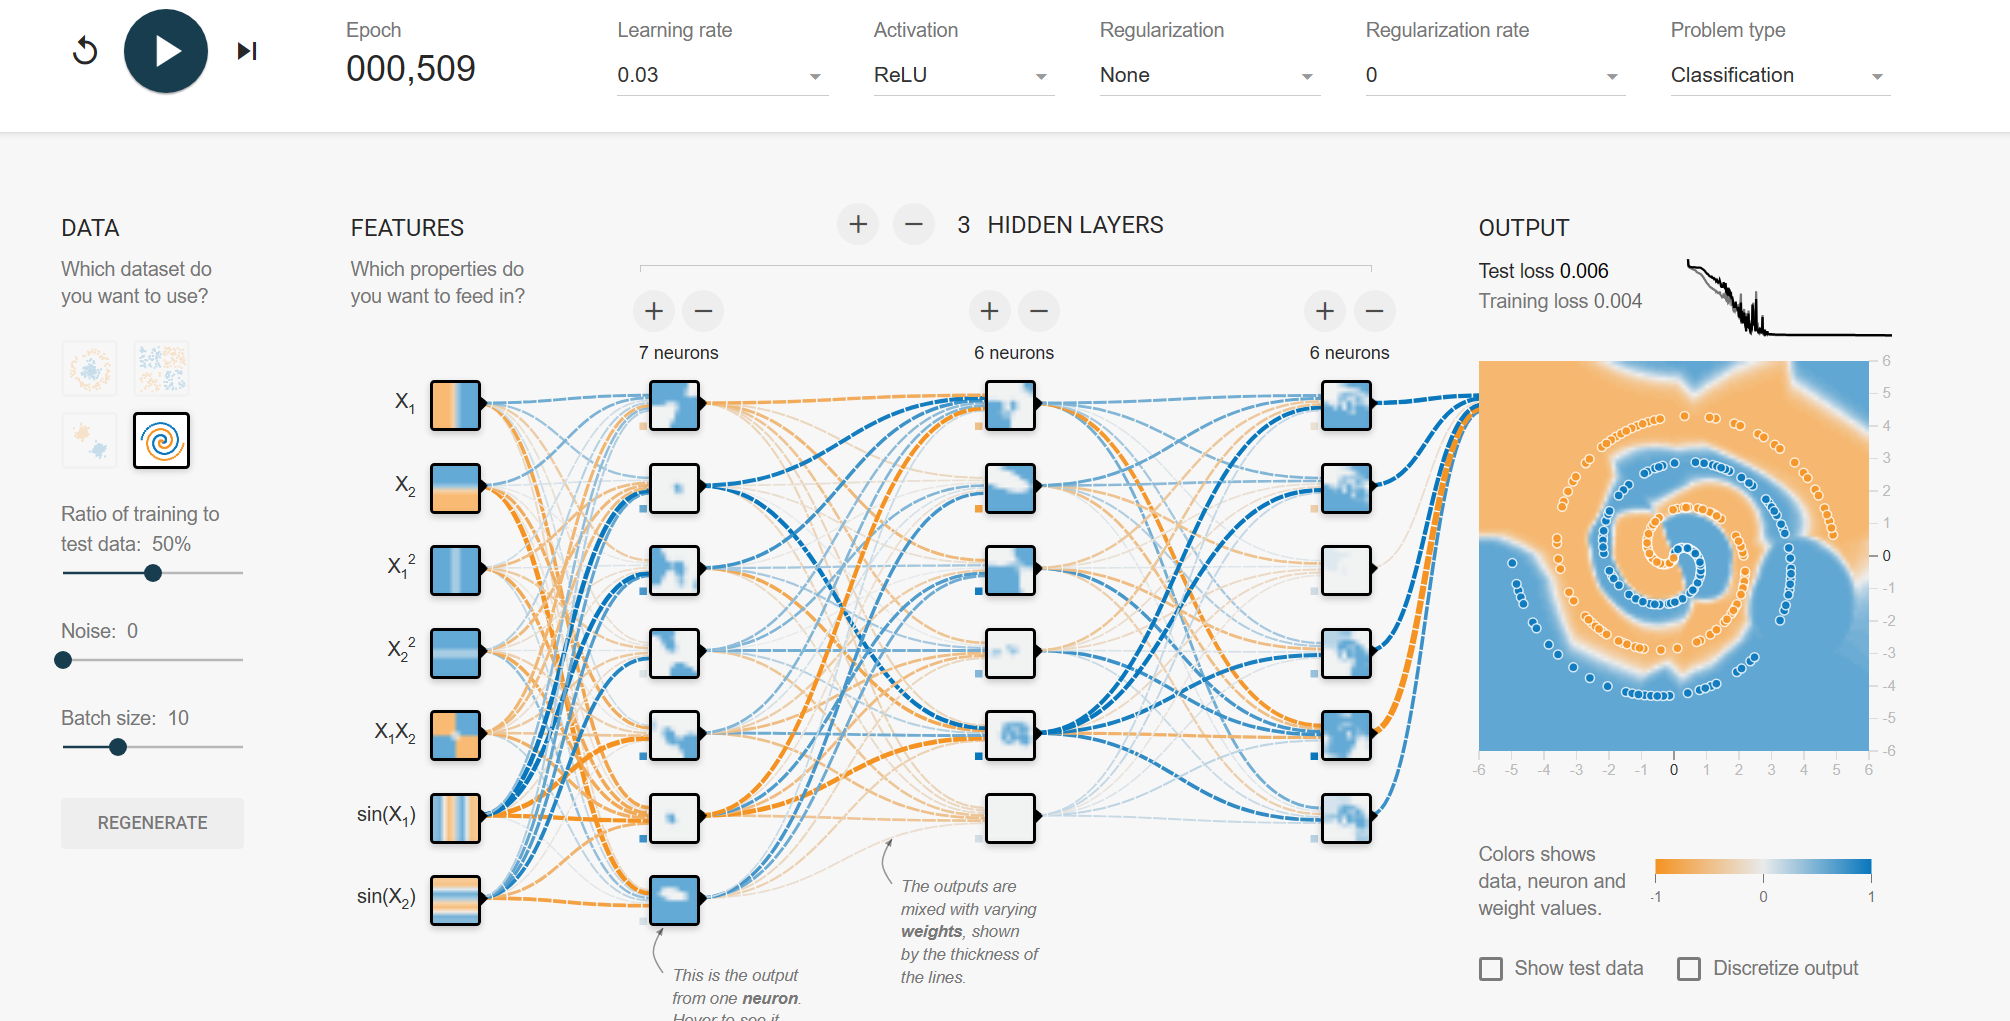 Epoch
000,509
Learning rate
0.03
Activation
ReLU
Regularization
None
Regularization rate
0
Problem type
Classification
DATA
Which dataset do
you want to use?
Ratio of training to
test data: 50%
Noise: 0
Batch size: 10
REGENERATE
FEATURES
Which properties do
you want to feed in?
X1
X2
X1²
X2²
X1X2
sin(X1)
sin(X2)
+ − 3 HIDDEN LAYERS
+ −
7 neurons
+ −
6 neurons
+ −
6 neurons
This is the output
from one neuron.
Hover to see it
The outputs are
mixed with varying
weights, shown
by the thickness of
the lines.
OUTPUT
Test loss 0.006
Training loss 0.004
6
5
4
3
2
1
0
-1
-2
-3
-4
-5
-6
-6 -5 -4 -3 -2 -1 0 1 2 3 4 5 6
Colors shows
data, neuron and
weight values.
-1 0 1
Show test data
Discretize output